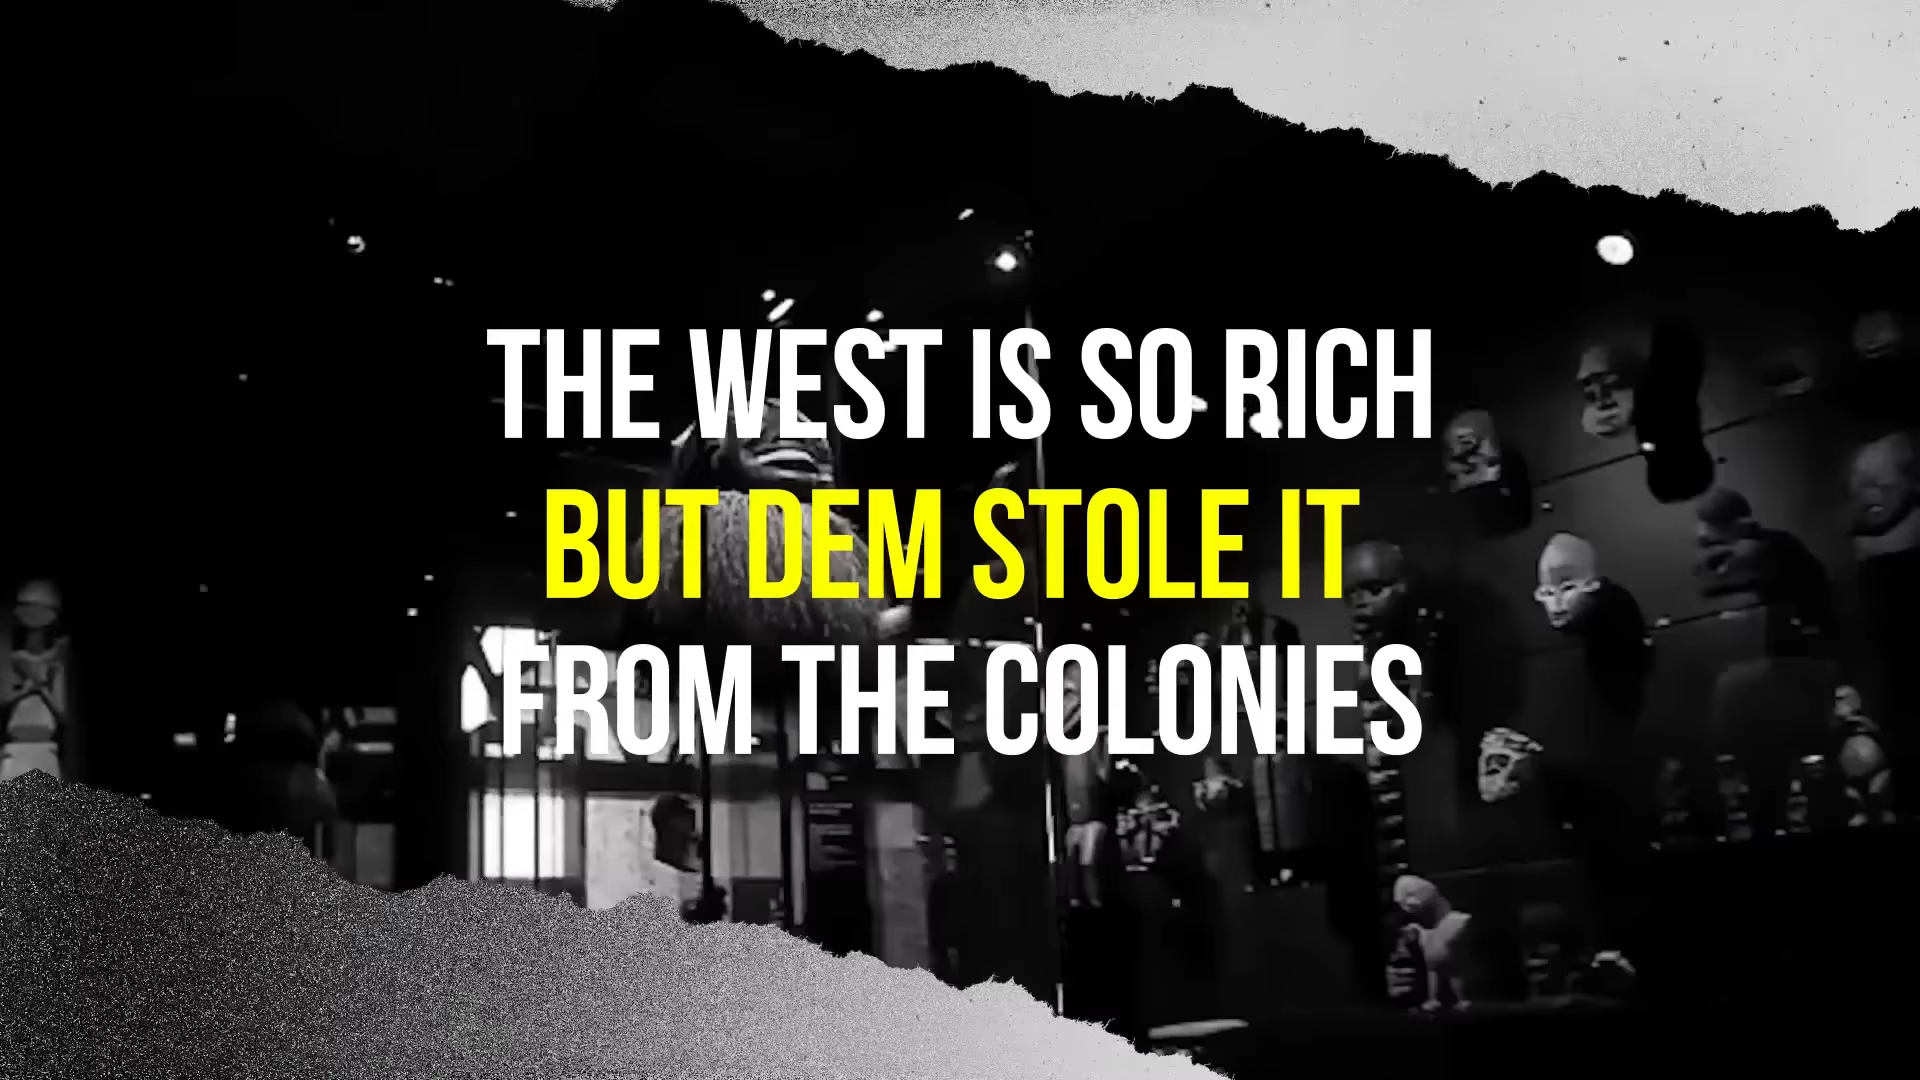 THE WEST IS SO RICH
BUT DEM STOLE IT
FROM THE COLONIES